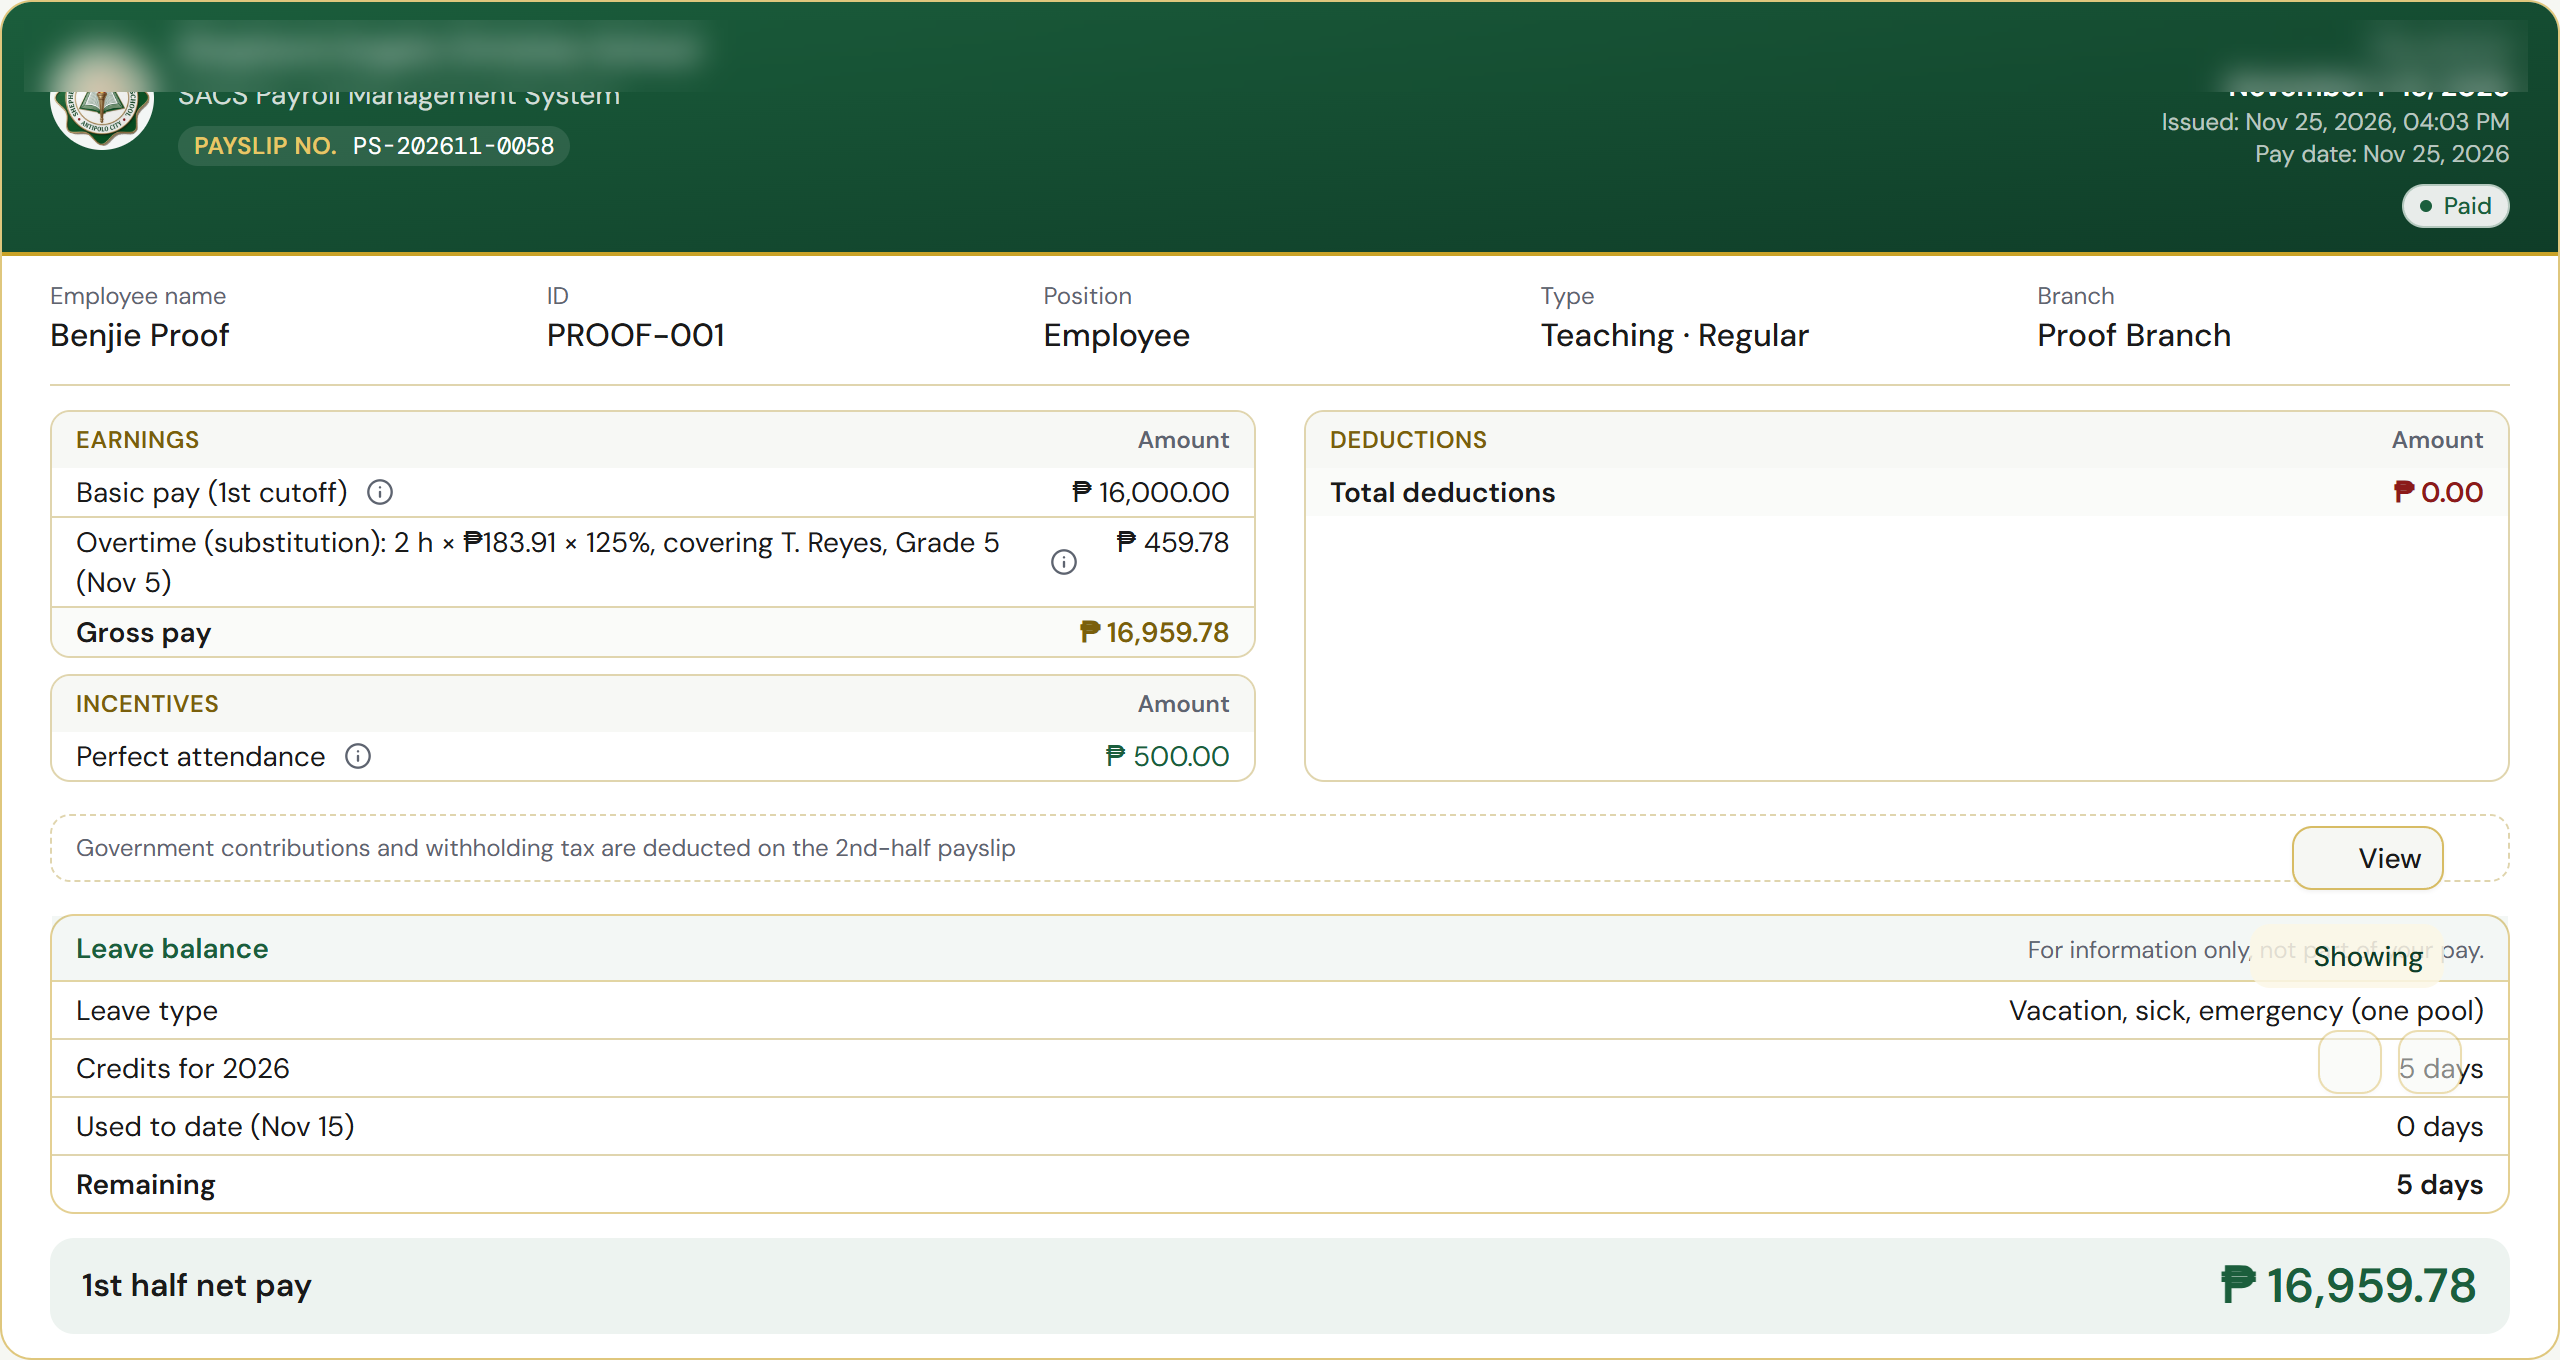 SACS Payroll Management System
PAYSLIP NO. PS-202611-0058
Issued: Nov 25, 2026, 04:03 PM
Pay date: Nov 25, 2026
Paid
Employee name
Benjie Proof
ID
PROOF-001
Position
Employee
Type
Teaching · Regular
Branch
Proof Branch
EARNINGS Amount
Basic pay (1st cutoff) ₱ 16,000.00
Overtime (substitution): 2 h × ₱183.91 × 125%, covering T. Reyes, Grade 5 ₱ 459.78
(Nov 5)
Gross pay ₱ 16,959.78
INCENTIVES Amount
Perfect attendance ₱ 500.00
DEDUCTIONS Amount
Total deductions ₱ 0.00
Government contributions and withholding tax are deducted on the 2nd-half payslip
View
Leave balance For information only, not part of your pay.
Showing
Leave type Vacation, sick, emergency (one pool)
Credits for 2026 5 days
Used to date (Nov 15) 0 days
Remaining 5 days
1st half net pay ₱ 16,959.78